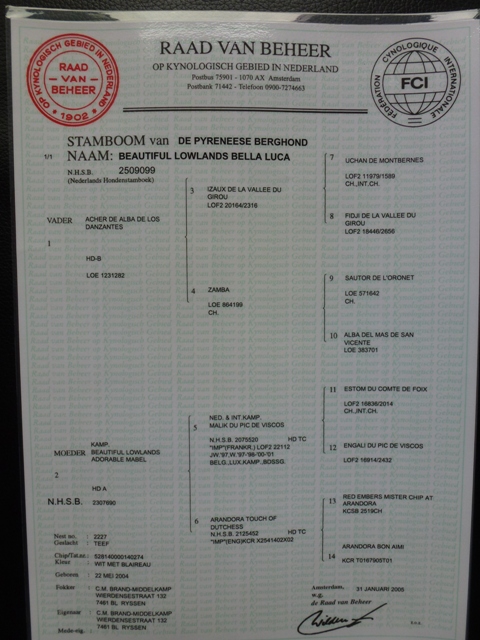 OP KYNOLOGISCH GEBIED IN NEDERLAND
RAAD
VAN
BEHEER
1902
RAAD VAN BEHEER
OP KYNOLOGISCH GEBIED IN NEDERLAND
Postbus 75901 - 1070 AX Amsterdam
Postbank 71442 - Telefoon 0900-7274663
FÉDÉRATION CYNOLOGIQUE INTERNATIONALE
FCI
STAMBOOM van DE PYRENEESE BERGHOND
1/1 NAAM: BEAUTIFUL LOWLANDS BELLA LUCA
N.H.S.B. 2509099
(Nederlands Hondenstamboek)
VADER ACHER DE ALBA DE LOS
DANZANTES
1
HD-B
LOE 1231282
3 IZAUX DE LA VALLEE DU
GIROU
LOF2 20164/2316
4 ZAMBA
LOE 864199
CH.
7 UCHAN DE MONTBERNES
LOF2 11979/1589
CH.,INT.CH.
8 FIDJI DE LA VALLEE DU
GIROU
LOF2 18446/2656
9 SAUTOR DE L'ORONET
LOE 571642
CH.
10 ALBA DEL MAS DE SAN
VICENTE
LOE 383701
KAMP.
MOEDER BEAUTIFUL LOWLANDS
ADORABLE MABEL
2
HD A
N.H.S.B. 2307690
5 NED. & INT.KAMP.
MALIK DU PIC DE VISCOS
N.H.S.B. 2075520 HD TC
"IMP"(FRANKR.) LOF2 22112
JW.'97,W.'97-'98-'00-'01
BELG.,LUX.KAMP.,BDSSG.
6 ARANDORA TOUCH OF
DUTCHESS
N.H.S.B. 2125452 HD TC
"IMP"(ENG)KCR X2541402X02
11 ESTOM DU COMTE DE FOIX
LOF2 16636/2014
CH.,INT.CH.
12 ENGALI DU PIC DE VISCOS
LOF2 16914/2432
13 RED EMBERS MISTER CHIP AT
ARANDORA
KCSB 2519CH
14 ARANDORA BON AIMI
KCR T0167905T01
Nest no. : 2227
Geslacht : TEEF
Chip/Tat.nr.: 528140000140274
Kleur : WIT MET BLAIREAU
Geboren : 22 MEI 2004
Fokker : C.M. BRAND-MIDDELKAMP
WIERDENSESTRAAT 132
7461 BL RYSSEN
Eigenaar : C.M. BRAND-MIDDELKAMP
WIERDENSESTRAAT 132
7461 BL RYSSEN
Mede-eig. :
Amsterdam, 31 JANUARI 2005
w.g.
de Raad van Beheer